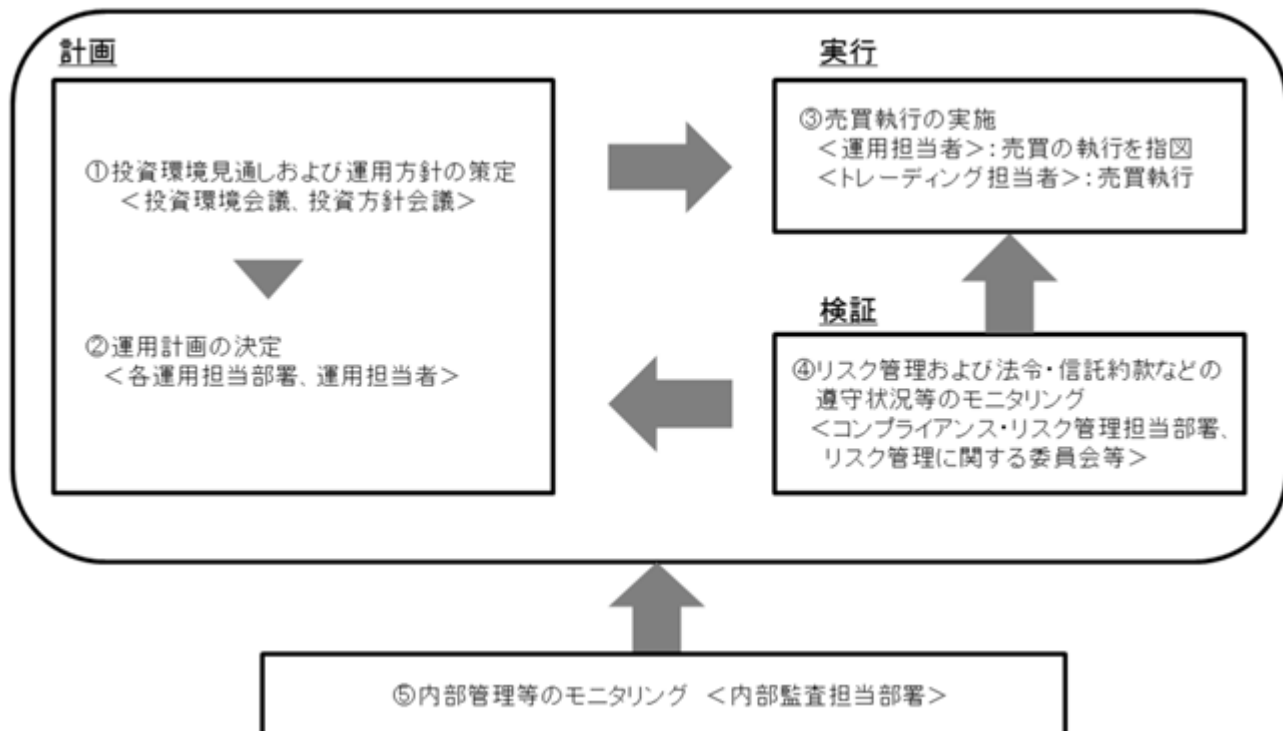 計画
①投資環境見通しおよび運用方針の策定
<投資環境会議、投資方針会議>
②運用計画の決定
<各運用担当部署、運用担当者>
実行
③売買執行の実施
<運用担当者>:売買の執行を指図
<トレーディング担当者>:売買執行
検証
④リスク管理および法令・信託約款などの
遵守状況等のモニタリング
<コンプライアンス・リスク管理担当部署、
リスク管理に関する委員会等>
⑤内部管理等のモニタリング <内部監査担当部署>